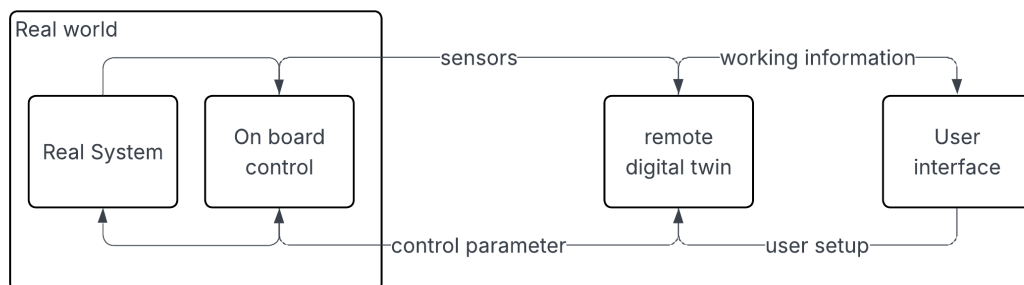 Real world
sensors
working information
Real System
On board
control
remote
digital twin
User
interface
control parameter
user setup